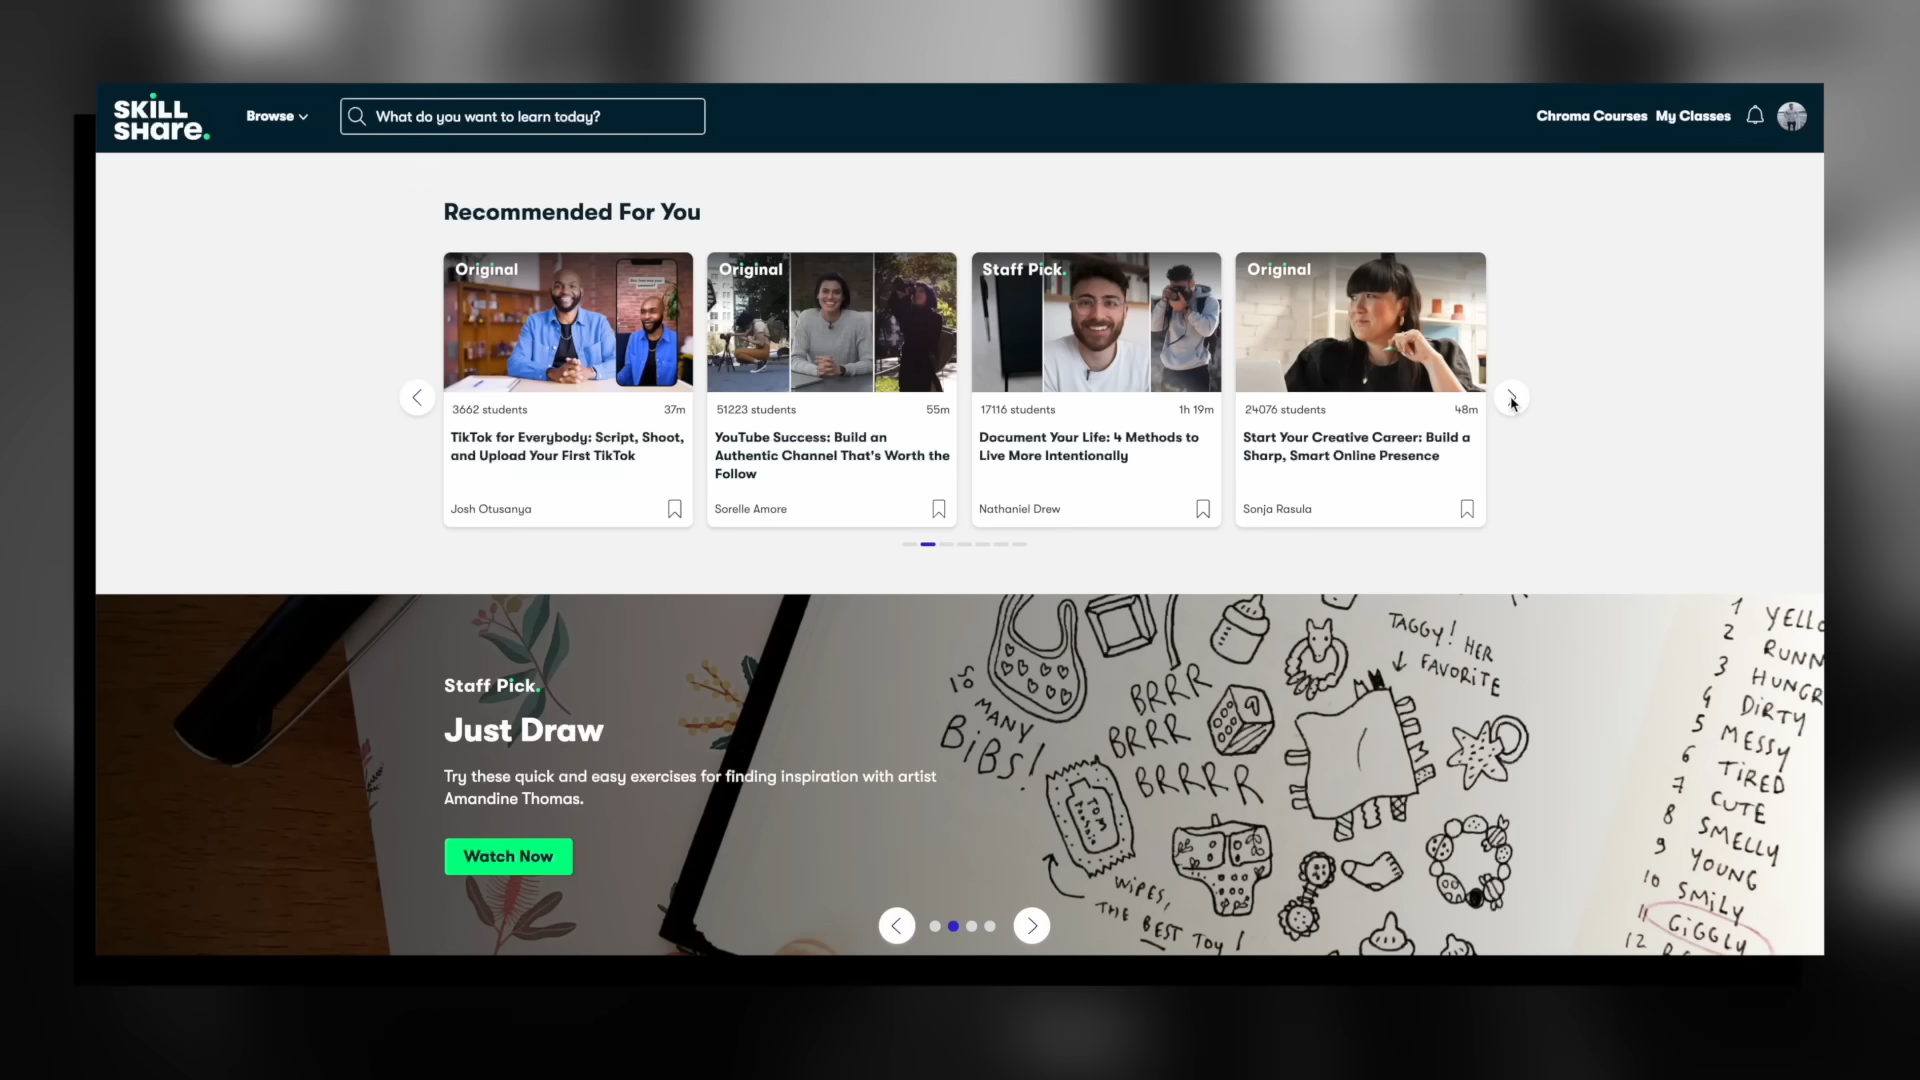 SKILL
SHare.
Browse
What do you want to learn today?
Chroma Courses
My Classes
Recommended For You
Original
3662 students
37m
TikTok for Everybody: Script, Shoot,
and Upload Your First TikTok
Josh Otusanya
Original
51223 students
55m
YouTube Success: Build an
Authentic Channel That's Worth the
Follow
Sorelle Amore
Staff Pick.
17116 students
1h 19m
Document Your Life: 4 Methods to
Live More Intentionally
Nathaniel Drew
Original
24076 students
48m
Start Your Creative Career: Build a
Sharp, Smart Online Presence
Sonja Rasula
Staff Pick.
Just Draw
Try these quick and easy exercises for finding inspiration with artist
Amandine Thomas.
Watch Now
MANY
BiBS!
BRRR
BRRR
BRRRR
TAGGY! HER
FAVORiTE
WiPES,
THE BEST TOY!
1 YELLO
2 RUNN
3 HUNGR
4 DiRTY
5 MESSY
6 TiRED
7 CUTE
8 SMELLY
9 YOUNG
10 SMiLY
11 GiGGLY
12